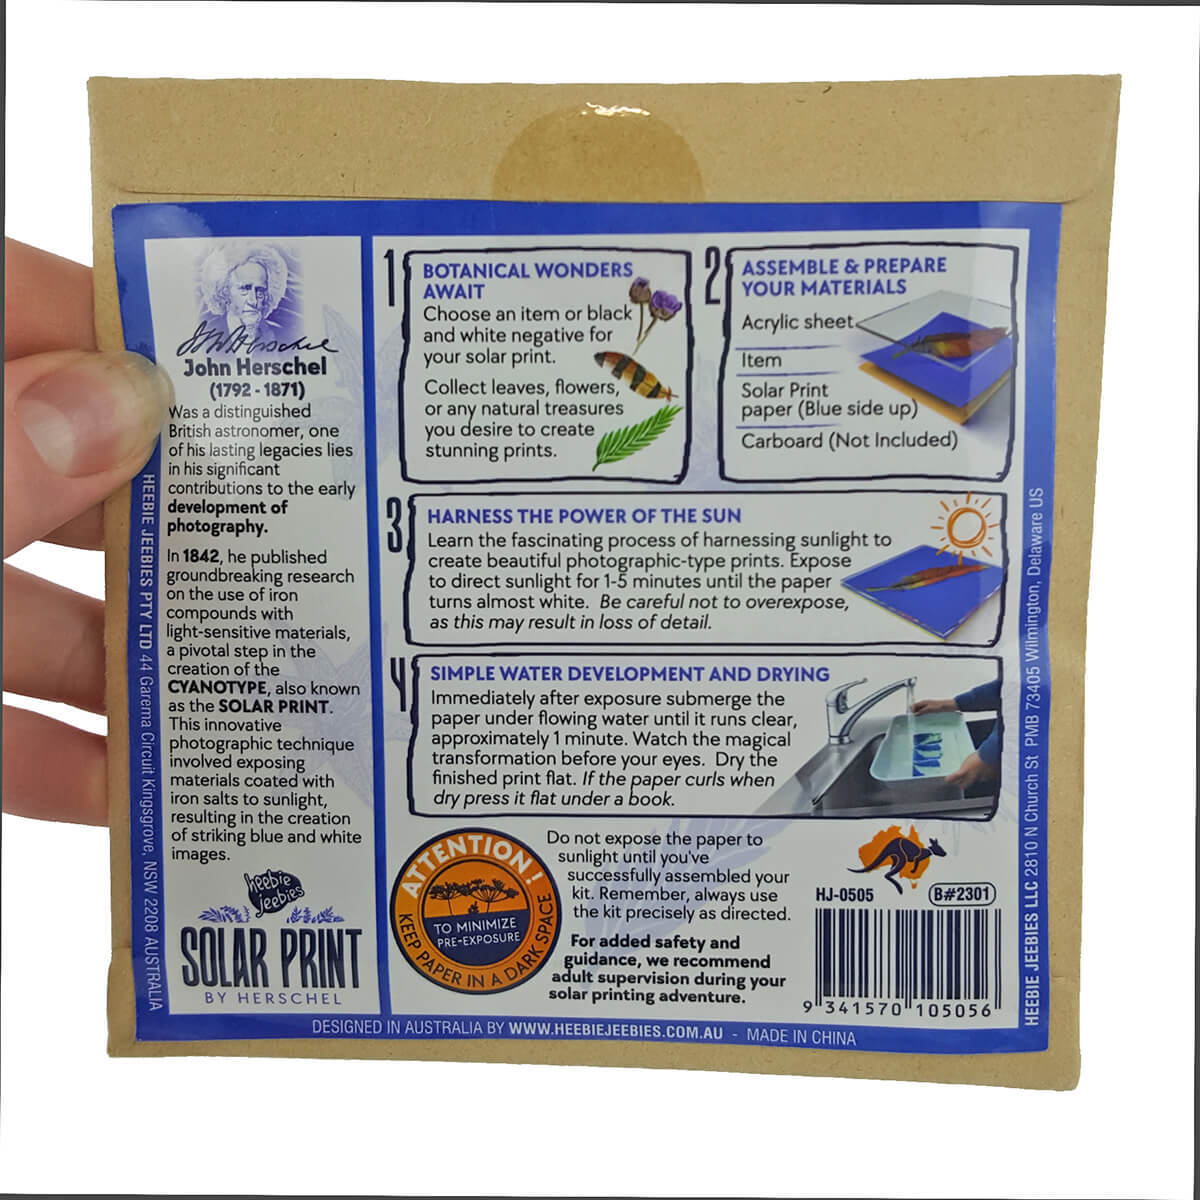 John Herschel
(1792 - 1871)
Was a distinguished
British astronomer, one
of his lasting legacies lies
in his significant
contributions to the early
development of
photography.
In 1842, he published
groundbreaking research
on the use of iron
compounds with
light-sensitive materials,
a pivotal step in the
creation of the
CYANOTYPE, also known
as the SOLAR PRINT.
This innovative
photographic technique
involved exposing
materials coated with
iron salts to sunlight,
resulting in the creation
of striking blue and white
images.
heebie
jeebies
SOLAR PRINT
BY HERSCHEL
HEEBIE JEEBIES PTY LTD 44 Garema Circuit Kingsgrove, NSW 2208 AUSTRALIA
1
BOTANICAL WONDERS
AWAIT
Choose an item or black
and white negative for
your solar print.
Collect leaves, flowers,
or any natural treasures
you desire to create
stunning prints.
2
ASSEMBLE & PREPARE
YOUR MATERIALS
Acrylic sheet
Item
Solar Print
paper (Blue side up)
Carboard (Not Included)
3
HARNESS THE POWER OF THE SUN
Learn the fascinating process of harnessing sunlight to
create beautiful photographic-type prints. Expose
to direct sunlight for 1-5 minutes until the paper
turns almost white. Be careful not to overexpose,
as this may result in loss of detail.
4
SIMPLE WATER DEVELOPMENT AND DRYING
Immediately after exposure submerge the
paper under flowing water until it runs clear,
approximately 1 minute. Watch the magical
transformation before your eyes. Dry the
finished print flat. If the paper curls when
dry press it flat under a book.
ATTENTION!
TO MINIMIZE
PRE-EXPOSURE
KEEP PAPER IN A DARK SPACE
Do not expose the paper to
sunlight until you've
successfully assembled your
kit. Remember, always use
the kit precisely as directed.
For added safety and
guidance, we recommend
adult supervision during your
solar printing adventure.
HJ-0505
B#2301
9 341570 105056
HEEBIE JEEBIES LLC 2810 N Church St PMB 73405 Wilmington, Delaware US
DESIGNED IN AUSTRALIA BY WWW.HEEBIEJEEBIES.COM.AU - MADE IN CHINA